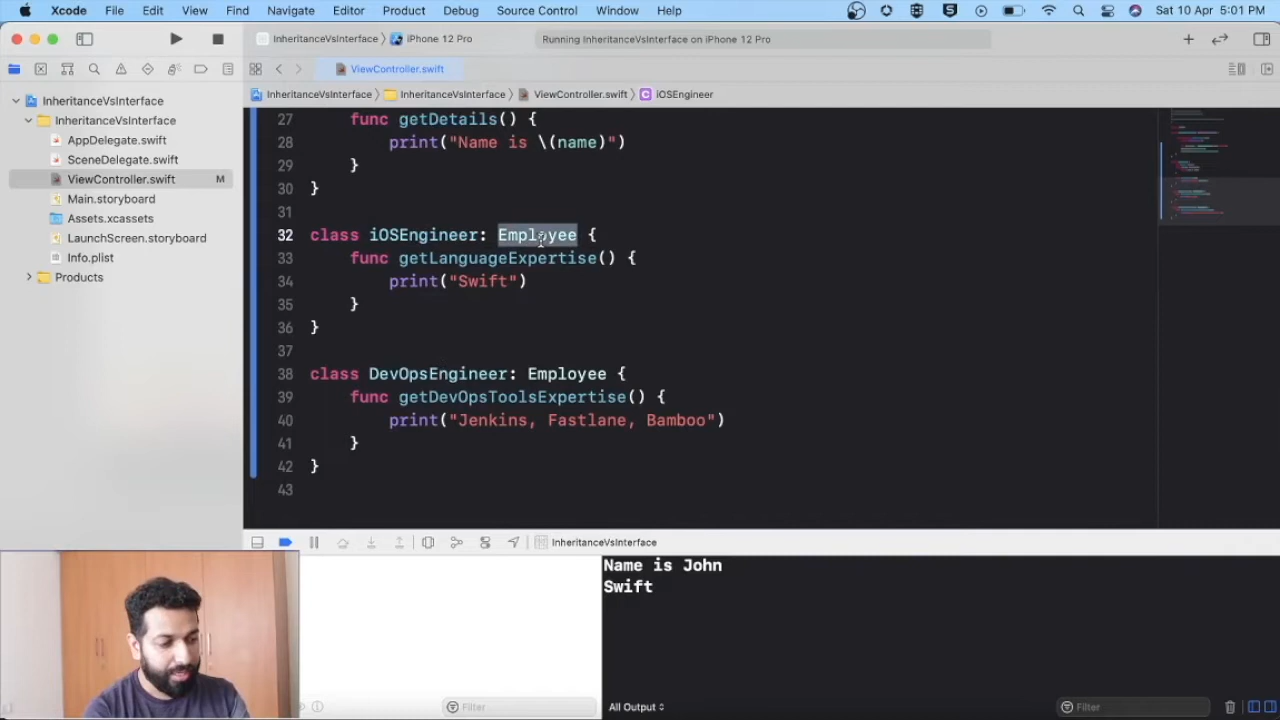 Xcode File Edit View Find Navigate Editor Product Debug Source Control Window Help Sat 10 Apr 5:01 PM
InheritanceVsInterface iPhone 12 Pro Running InheritanceVsInterface on iPhone 12 Pro
ViewController.swift
InheritanceVsInterface InheritanceVsInterface ViewController.swift C iOSEngineer
InheritanceVsInterface
InheritanceVsInterface
AppDelegate.swift
SceneDelegate.swift
ViewController.swift M
Main.storyboard
Assets.xcassets
LaunchScreen.storyboard
Info.plist
Products
27 func getDetails() {
28 print("Name is \(name)")
29 }
30 }
31
32 class iOSEngineer: Employee {
33 func getLanguageExpertise() {
34 print("Swift")
35 }
36 }
37
38 class DevOpsEngineer: Employee {
39 func getDevOpsToolsExpertise() {
40 print("Jenkins, Fastlane, Bamboo")
41 }
42 }
43
InheritanceVsInterface
Name is John
Swift
Filter
All Output
Filter